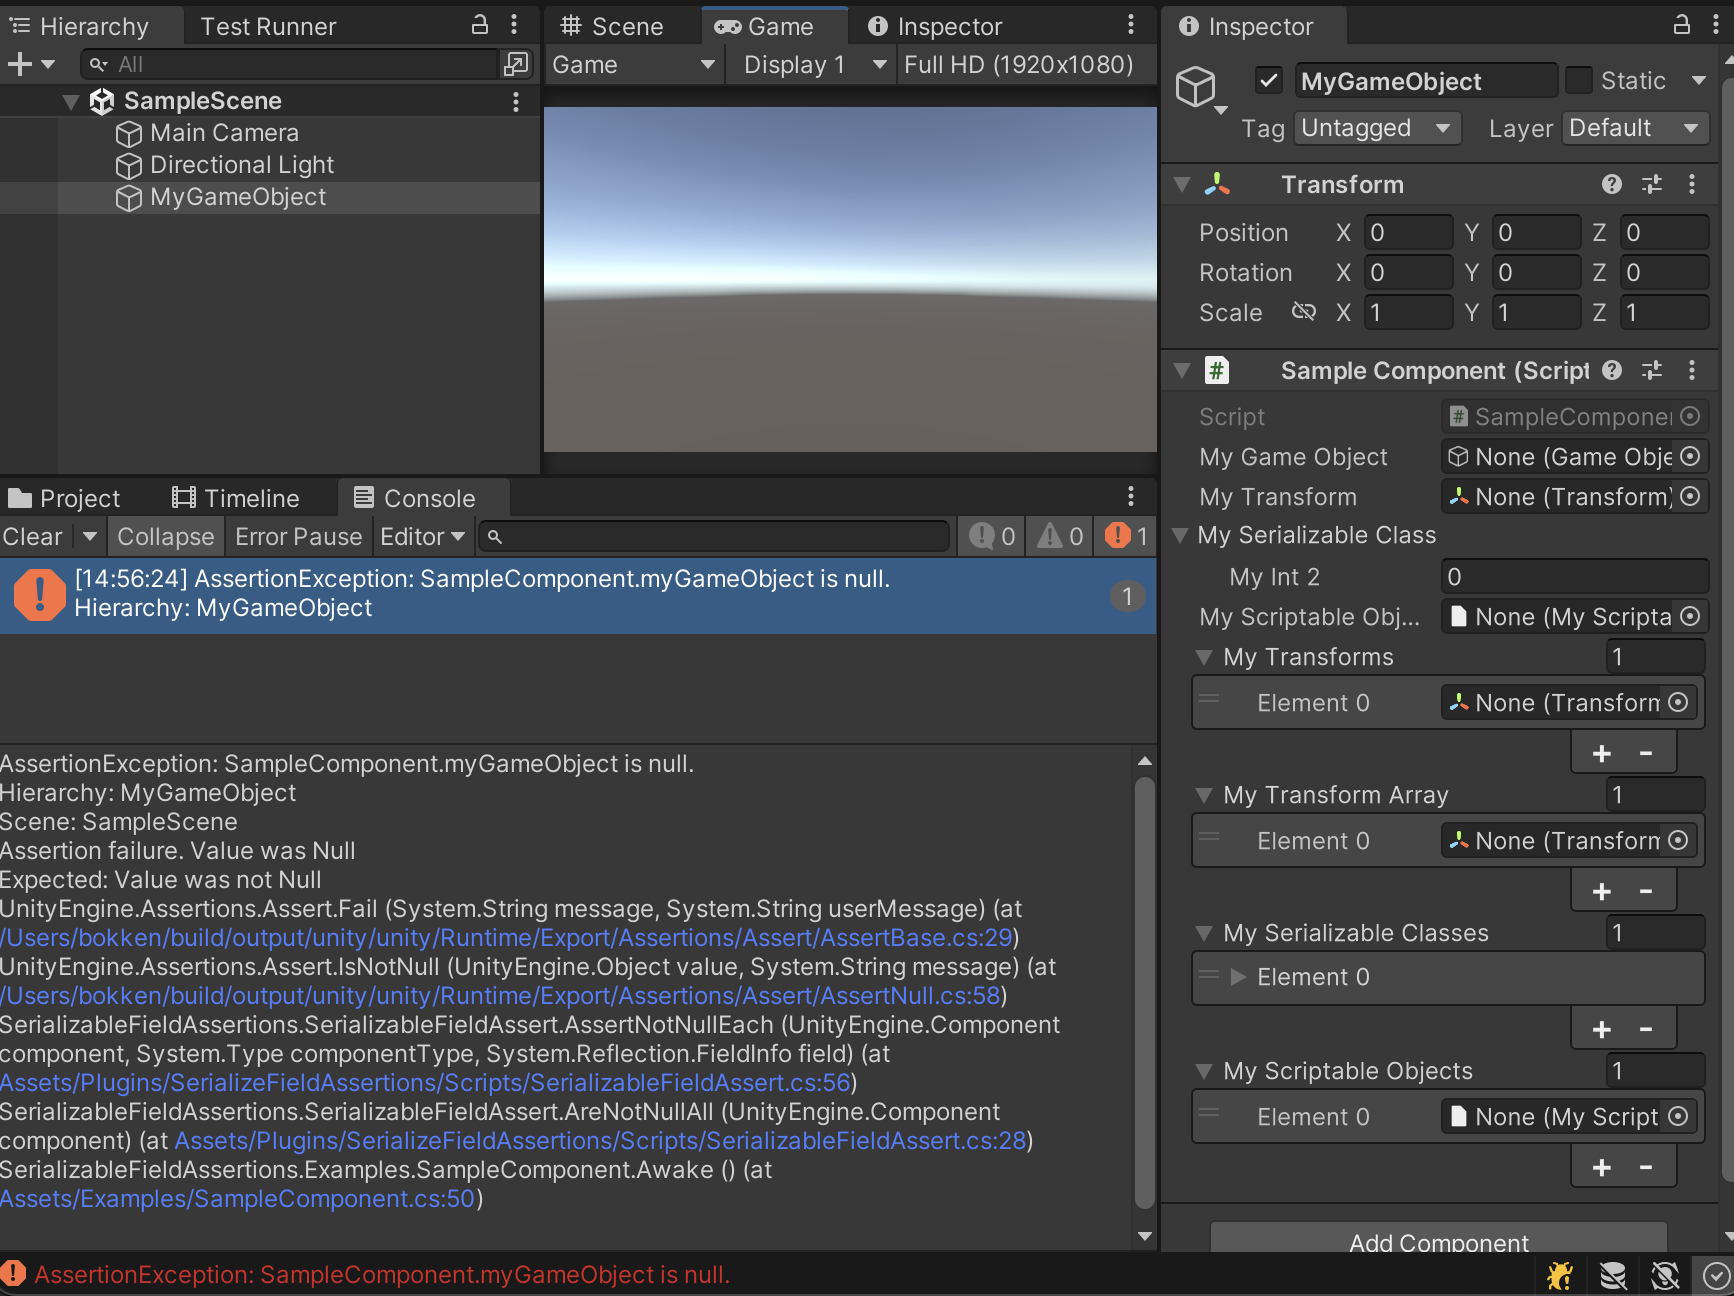 Hierarchy
Test Runner
All
SampleScene
Main Camera
Directional Light
MyGameObject
Scene
Game
Inspector
Game
Display 1
Full HD (1920x1080)
Project
Timeline
Console
Clear
Collapse
Error Pause
Editor
0
0
1
[14:56:24] AssertionException: SampleComponent.myGameObject is null.
Hierarchy: MyGameObject
1
AssertionException: SampleComponent.myGameObject is null.
Hierarchy: MyGameObject
Scene: SampleScene
Assertion failure. Value was Null
Expected: Value was not Null
UnityEngine.Assertions.Assert.Fail (System.String message, System.String userMessage) (at
/Users/bokken/build/output/unity/unity/Runtime/Export/Assertions/Assert/AssertBase.cs:29)
UnityEngine.Assertions.Assert.IsNotNull (UnityEngine.Object value, System.String message) (at
/Users/bokken/build/output/unity/unity/Runtime/Export/Assertions/Assert/AssertNull.cs:58)
SerializableFieldAssertions.SerializableFieldAssert.AssertNotNullEach (UnityEngine.Component
component, System.Type componentType, System.Reflection.FieldInfo field) (at
Assets/Plugins/SerializeFieldAssertions/Scripts/SerializableFieldAssert.cs:56)
SerializableFieldAssertions.SerializableFieldAssert.AreNotNullAll (UnityEngine.Component
component) (at Assets/Plugins/SerializeFieldAssertions/Scripts/SerializableFieldAssert.cs:28)
SerializableFieldAssertions.Examples.SampleComponent.Awake () (at
Assets/Examples/SampleComponent.cs:50)
AssertionException: SampleComponent.myGameObject is null.
Inspector
MyGameObject
Static
Tag
Untagged
Layer
Default
Transform
Position X 0 Y 0 Z 0
Rotation X 0 Y 0 Z 0
Scale X 1 Y 1 Z 1
Sample Component (Script
Script # SampleComponer
My Game Object None (Game Obje
My Transform None (Transform)
My Serializable Class
My Int 2 0
My Scriptable Obj... None (My Scripta
My Transforms 1
Element 0 None (Transform
+ -
My Transform Array 1
Element 0 None (Transform
+ -
My Serializable Classes 1
Element 0
+ -
My Scriptable Objects 1
Element 0 None (My Script
+ -
Add Component